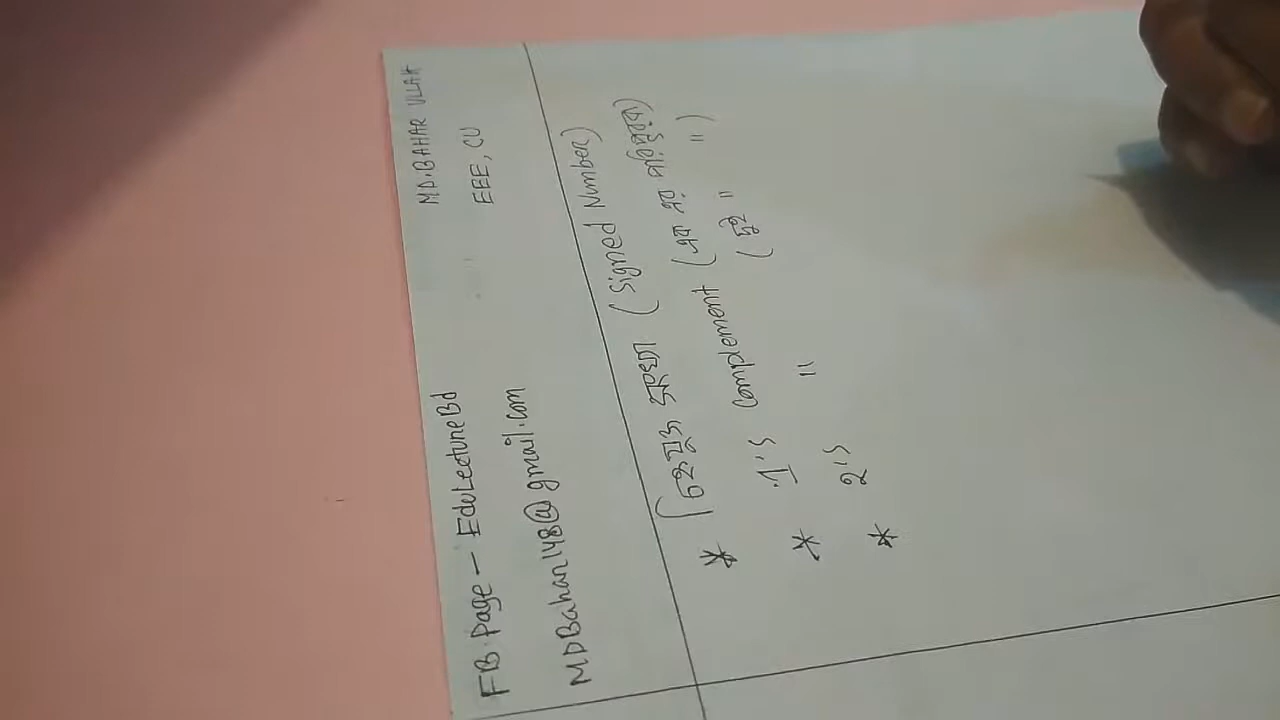 FB. Page - EduLectureBd
MD.BAHAR ULLAH
MDBahar148@gmail.com
EEE, CU
* চিহ্নযুক্ত সংখ্যা (Signed Number)
* 1's Complement (এক এর পরিপূরক)
* 2's " (দুই " ")